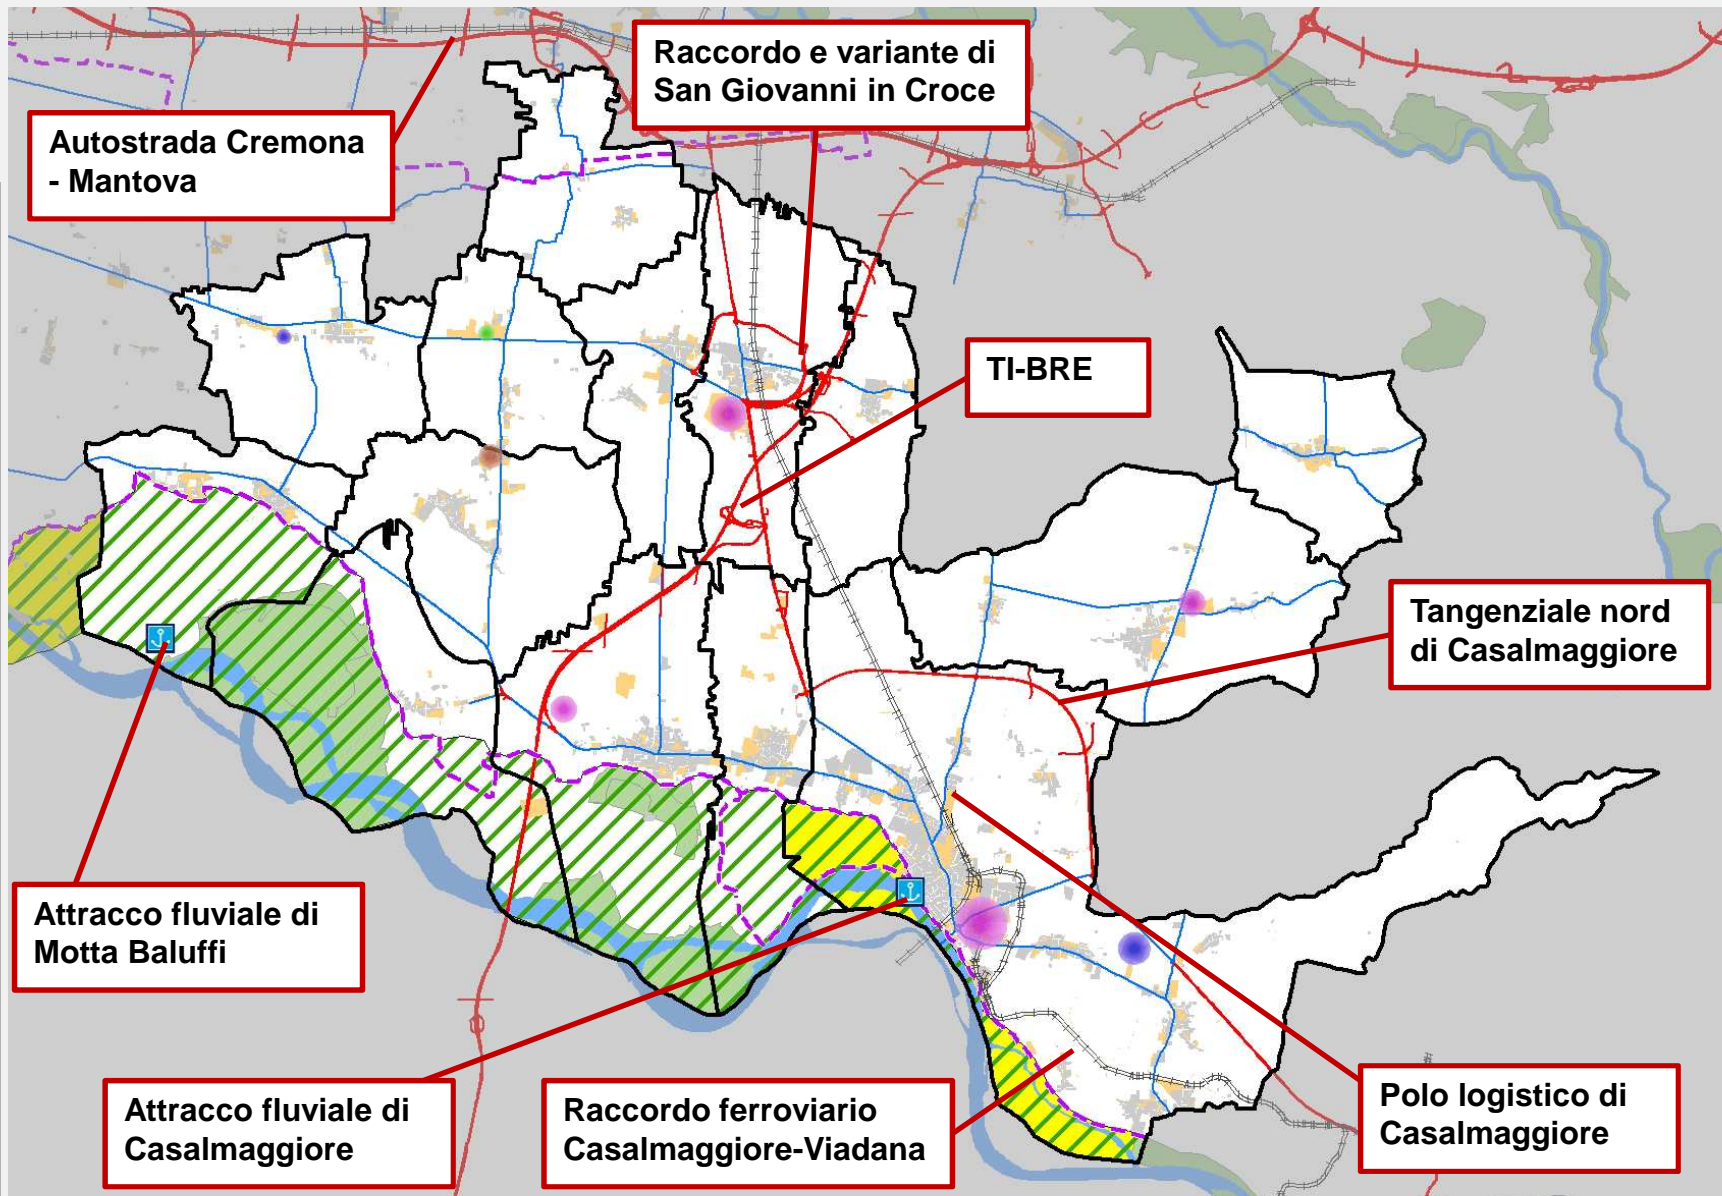 Raccordo e variante di
San Giovanni in Croce
Autostrada Cremona
- Mantova
TI-BRE
Tangenziale nord
di Casalmaggiore
Attracco fluviale di
Motta Baluffi
Attracco fluviale di
Casalmaggiore
Raccordo ferroviario
Casalmaggiore-Viadana
Polo logistico di
Casalmaggiore